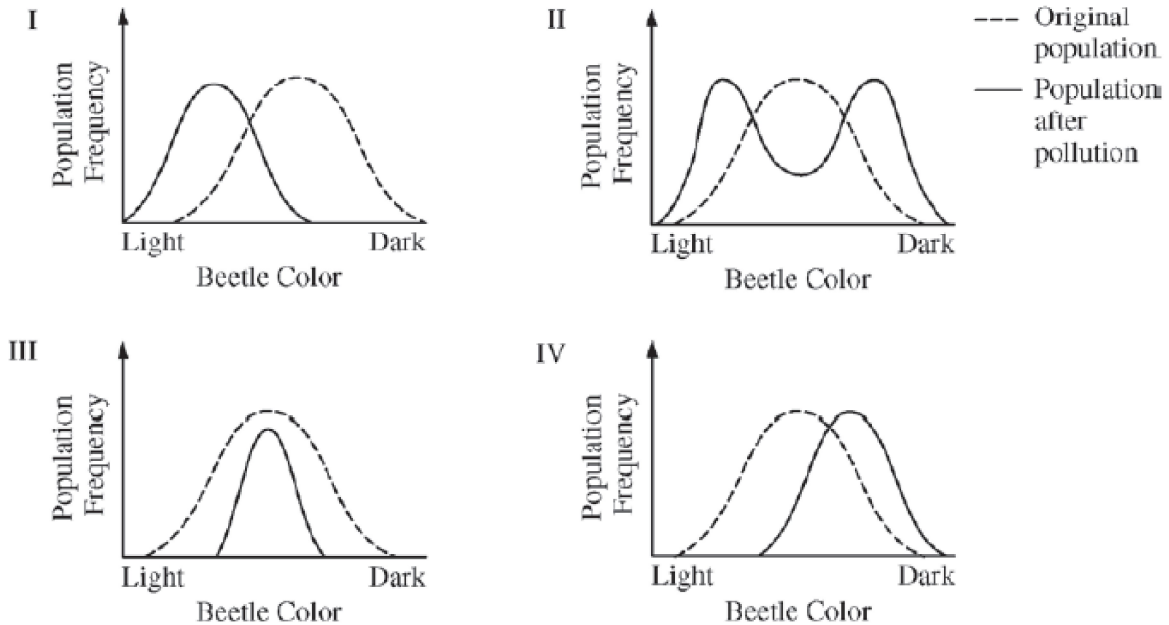 I
Population
Frequency
Light Dark
Beetle Color
II
Population
Frequency
Light Dark
Beetle Color
Original
population
Population
after
pollution
III
Population
Frequency
Light Dark
Beetle Color
IV
Population
Frequency
Light Dark
Beetle Color